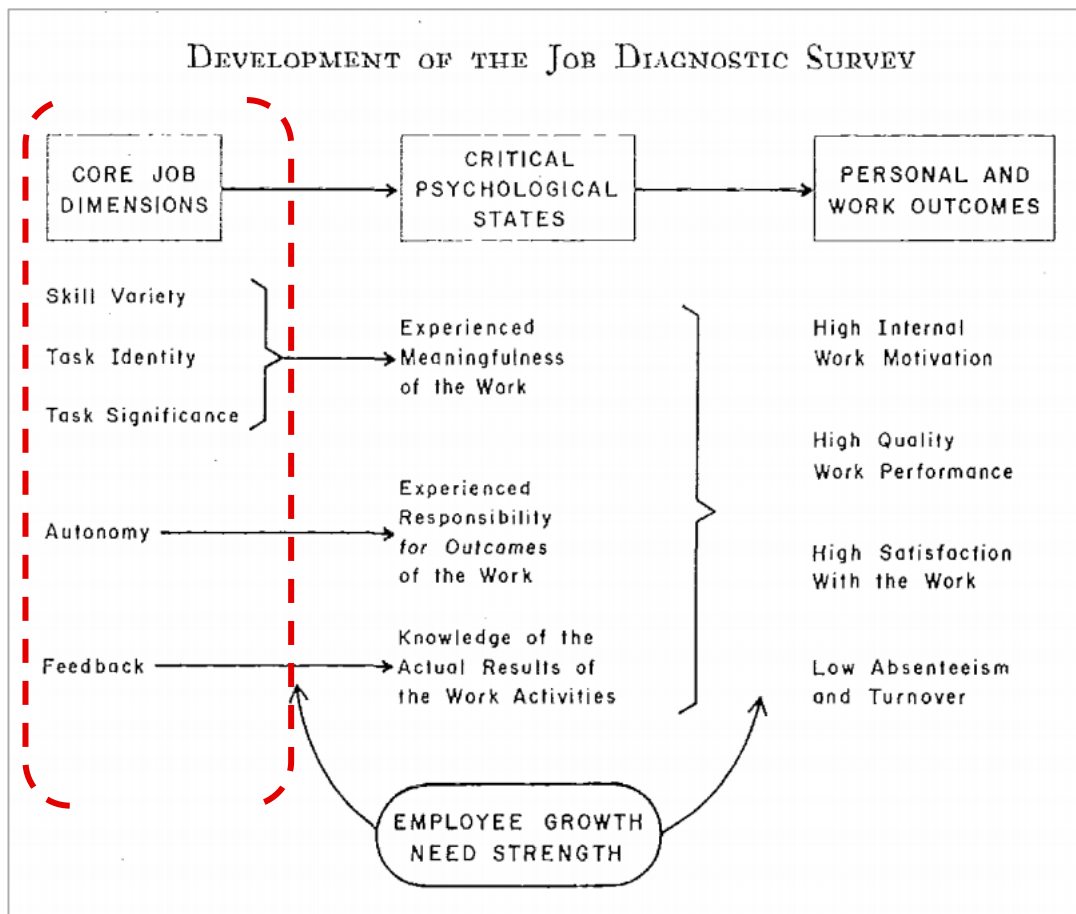 DEVELOPMENT OF THE JOB DIAGNOSTIC SURVEY
CORE JOB
DIMENSIONS
CRITICAL
PSYCHOLOGICAL
STATES
PERSONAL AND
WORK OUTCOMES
Skill Variety
Task Identity
Task Significance
Experienced
Meaningfulness
of the Work
High Internal
Work Motivation
High Quality
Work Performance
Autonomy
Experienced
Responsibility
for Outcomes
of the Work
High Satisfaction
With the Work
Feedback
Knowledge of the
Actual Results of
the Work Activities
Low Absenteeism
and Turnover
EMPLOYEE GROWTH
NEED STRENGTH